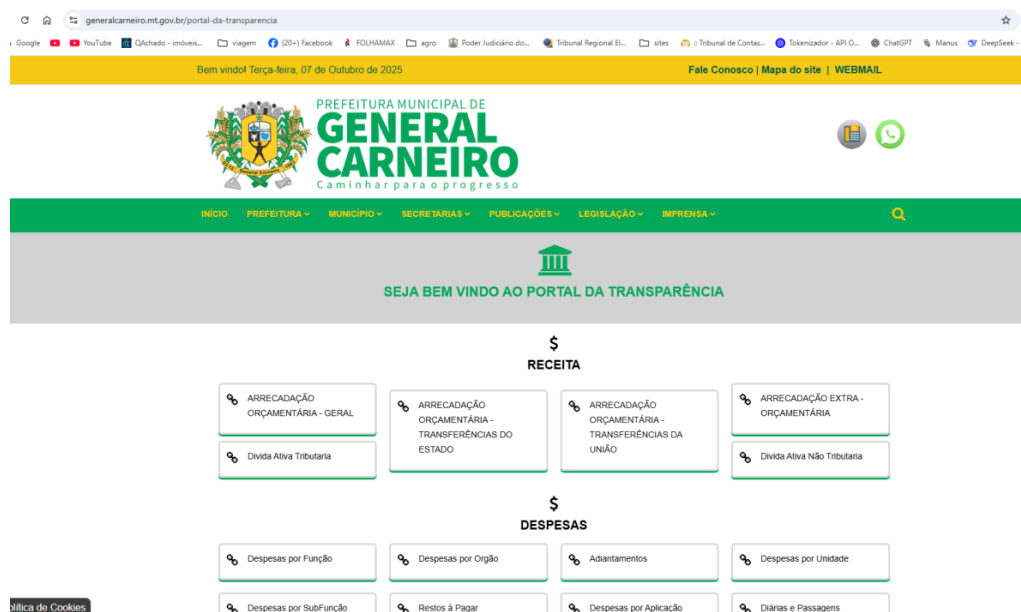 generalcarneiro.mt.gov.br/portal-da-transparencia
Google YouTube QAchado - imóveis... viagem (20+) Facebook FOLHAMAX agro Poder Judiciário do... Tribunal Regional El... sites :: Tribunal de Contas... Tokenizador - API O... ChatGPT Manus DeepSeek -
Bem vindo! Terça-feira, 07 de Outubro de 2025
Fale Conosco | Mapa do site | WEBMAIL
PREFEITURA MUNICIPAL DE
GENERAL
CARNEIRO
Caminhar para o progresso
INÍCIO PREFEITURA MUNICÍPIO SECRETARIAS PUBLICAÇÕES LEGISLAÇÃO IMPRENSA
SEJA BEM VINDO AO PORTAL DA TRANSPARÊNCIA
$
RECEITA
ARRECADAÇÃO
ORÇAMENTÁRIA - GERAL
ARRECADAÇÃO
ORÇAMENTÁRIA -
TRANSFERÊNCIAS DO
ESTADO
ARRECADAÇÃO
ORÇAMENTÁRIA -
TRANSFERÊNCIAS DA
UNIÃO
ARRECADAÇÃO EXTRA -
ORÇAMENTÁRIA
Divida Ativa Tributaria
Divida Ativa Não Tributaria
$
DESPESAS
Despesas por Função
Despesas por Orgão
Adiantamentos
Despesas por Unidade
Despesas por SubFunção
Restos à Pagar
Despesas por Aplicação
Diárias e Passagens
olítica de Cookies